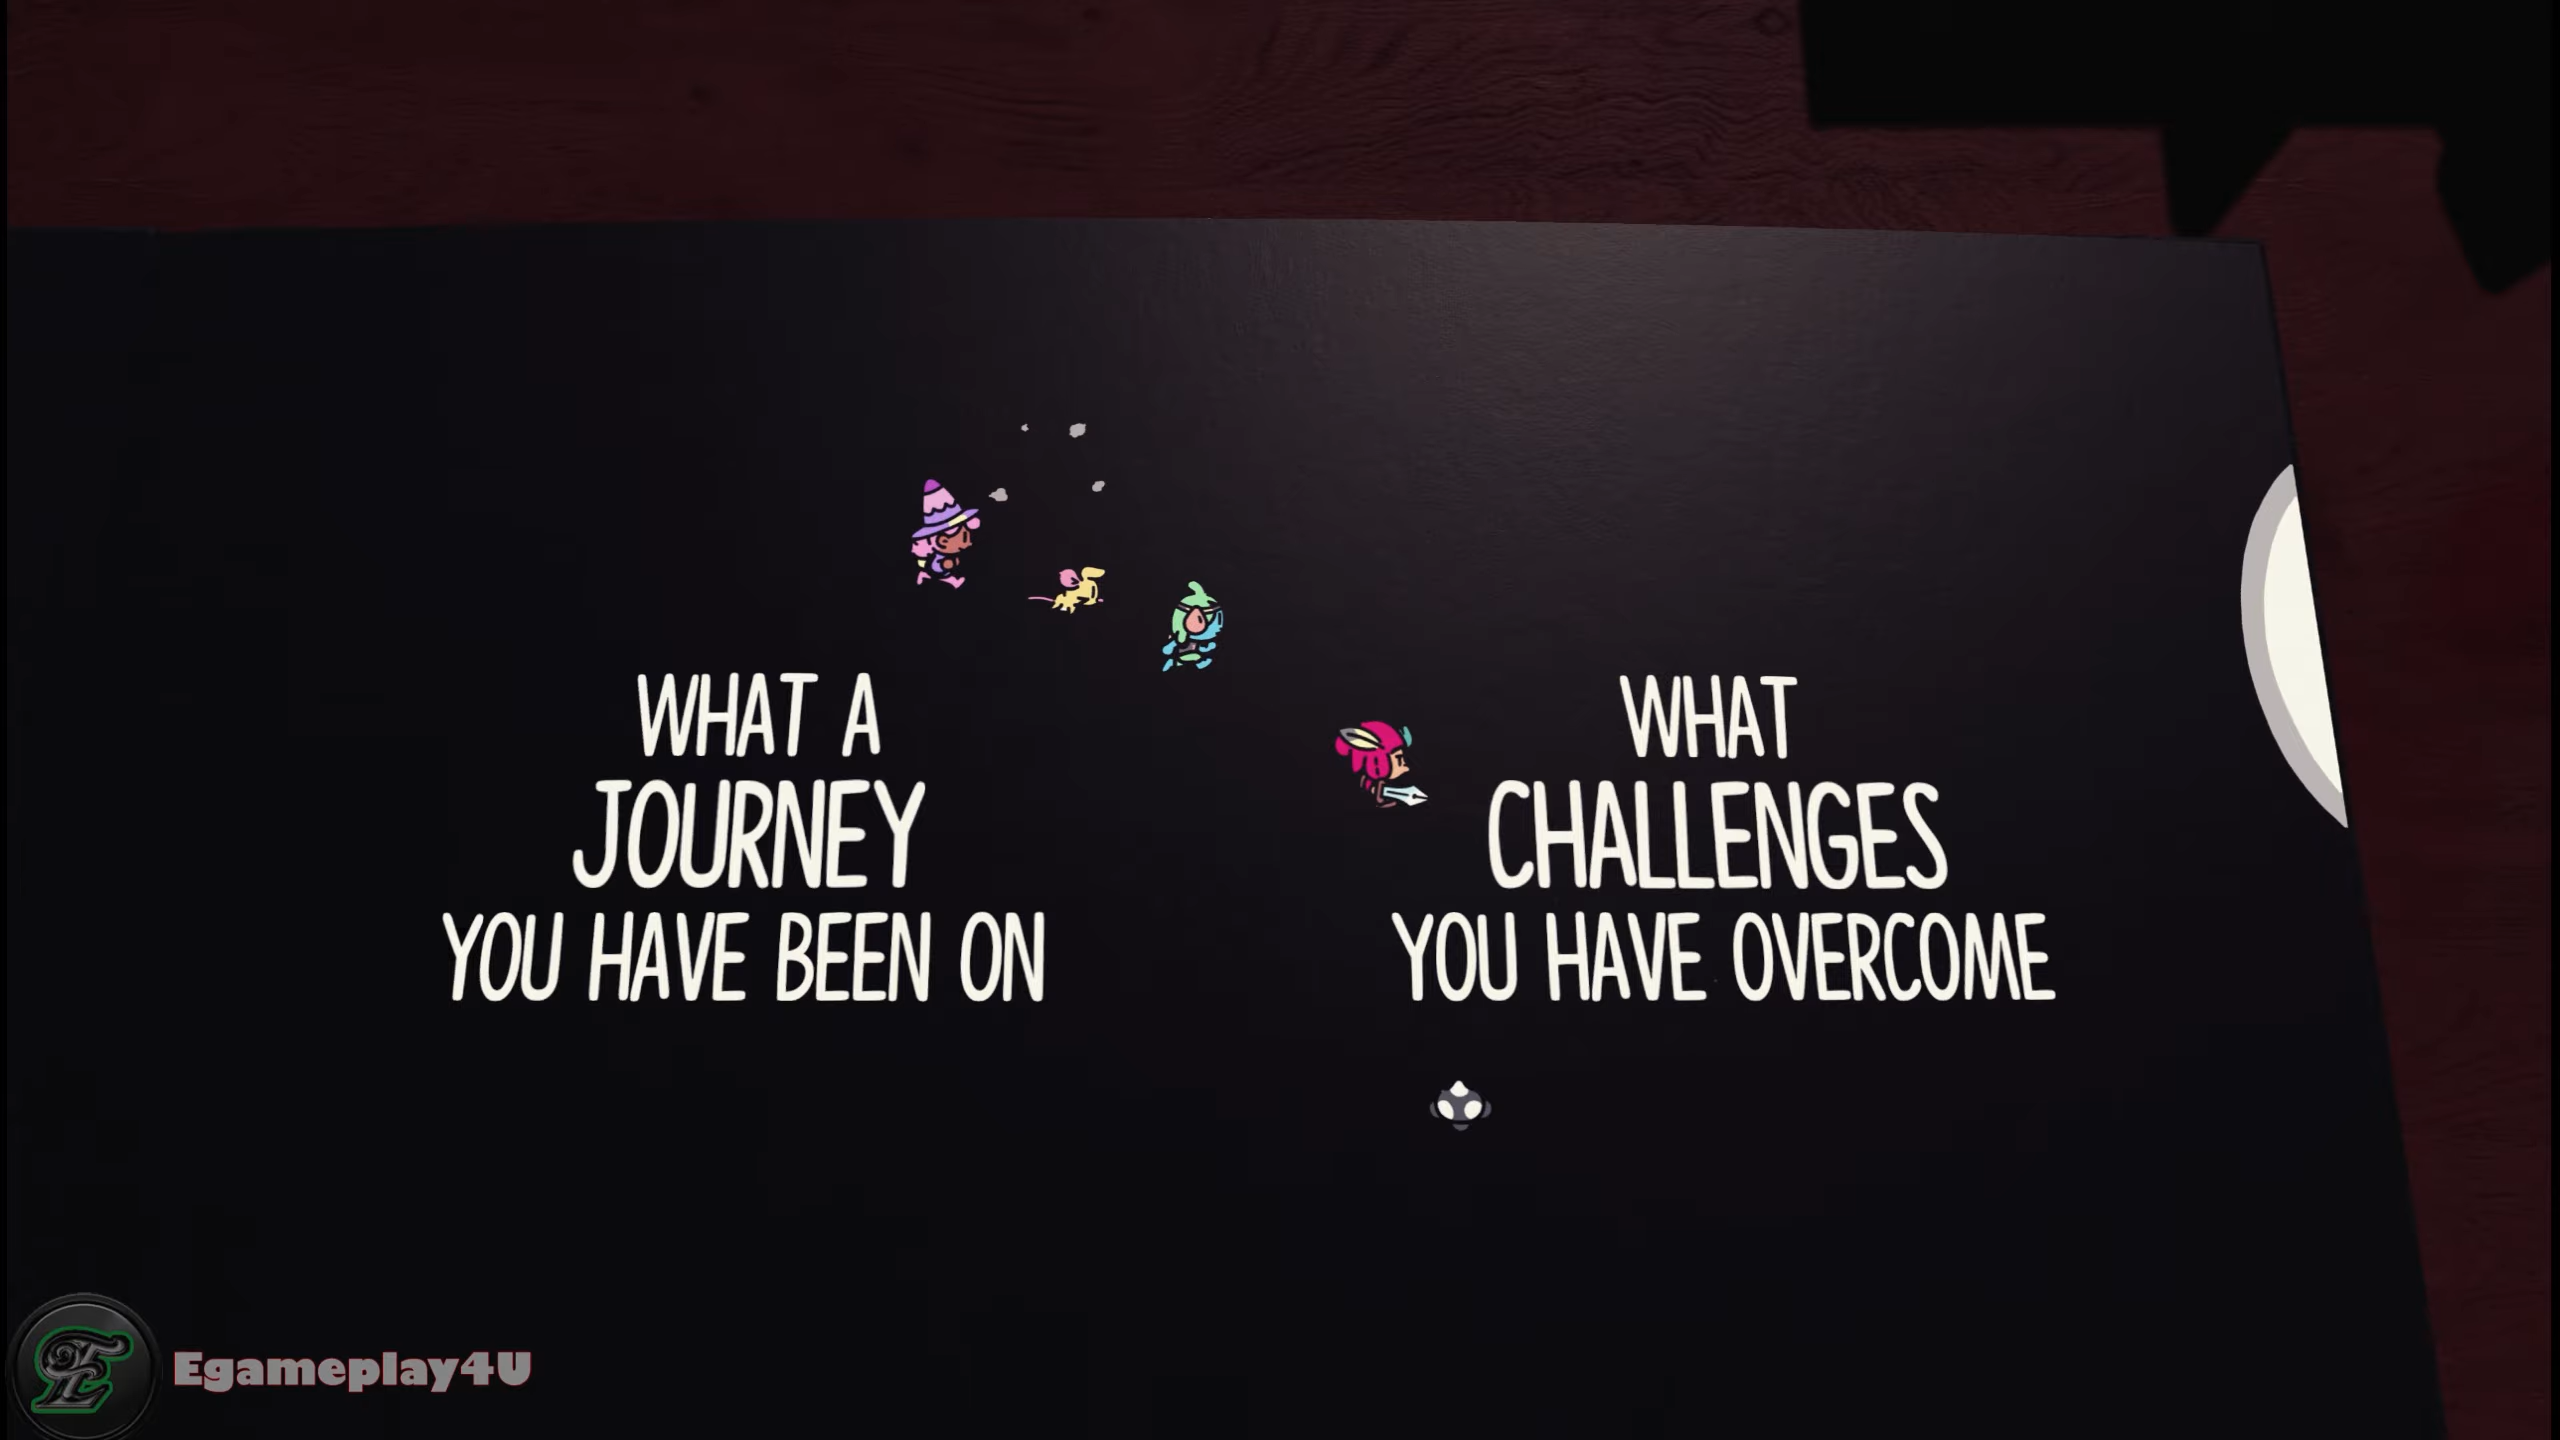 WHAT A
JOURNEY
YOU HAVE BEEN ON
WHAT
CHALLENGES
YOU HAVE OVERCOME
Egameplay4U